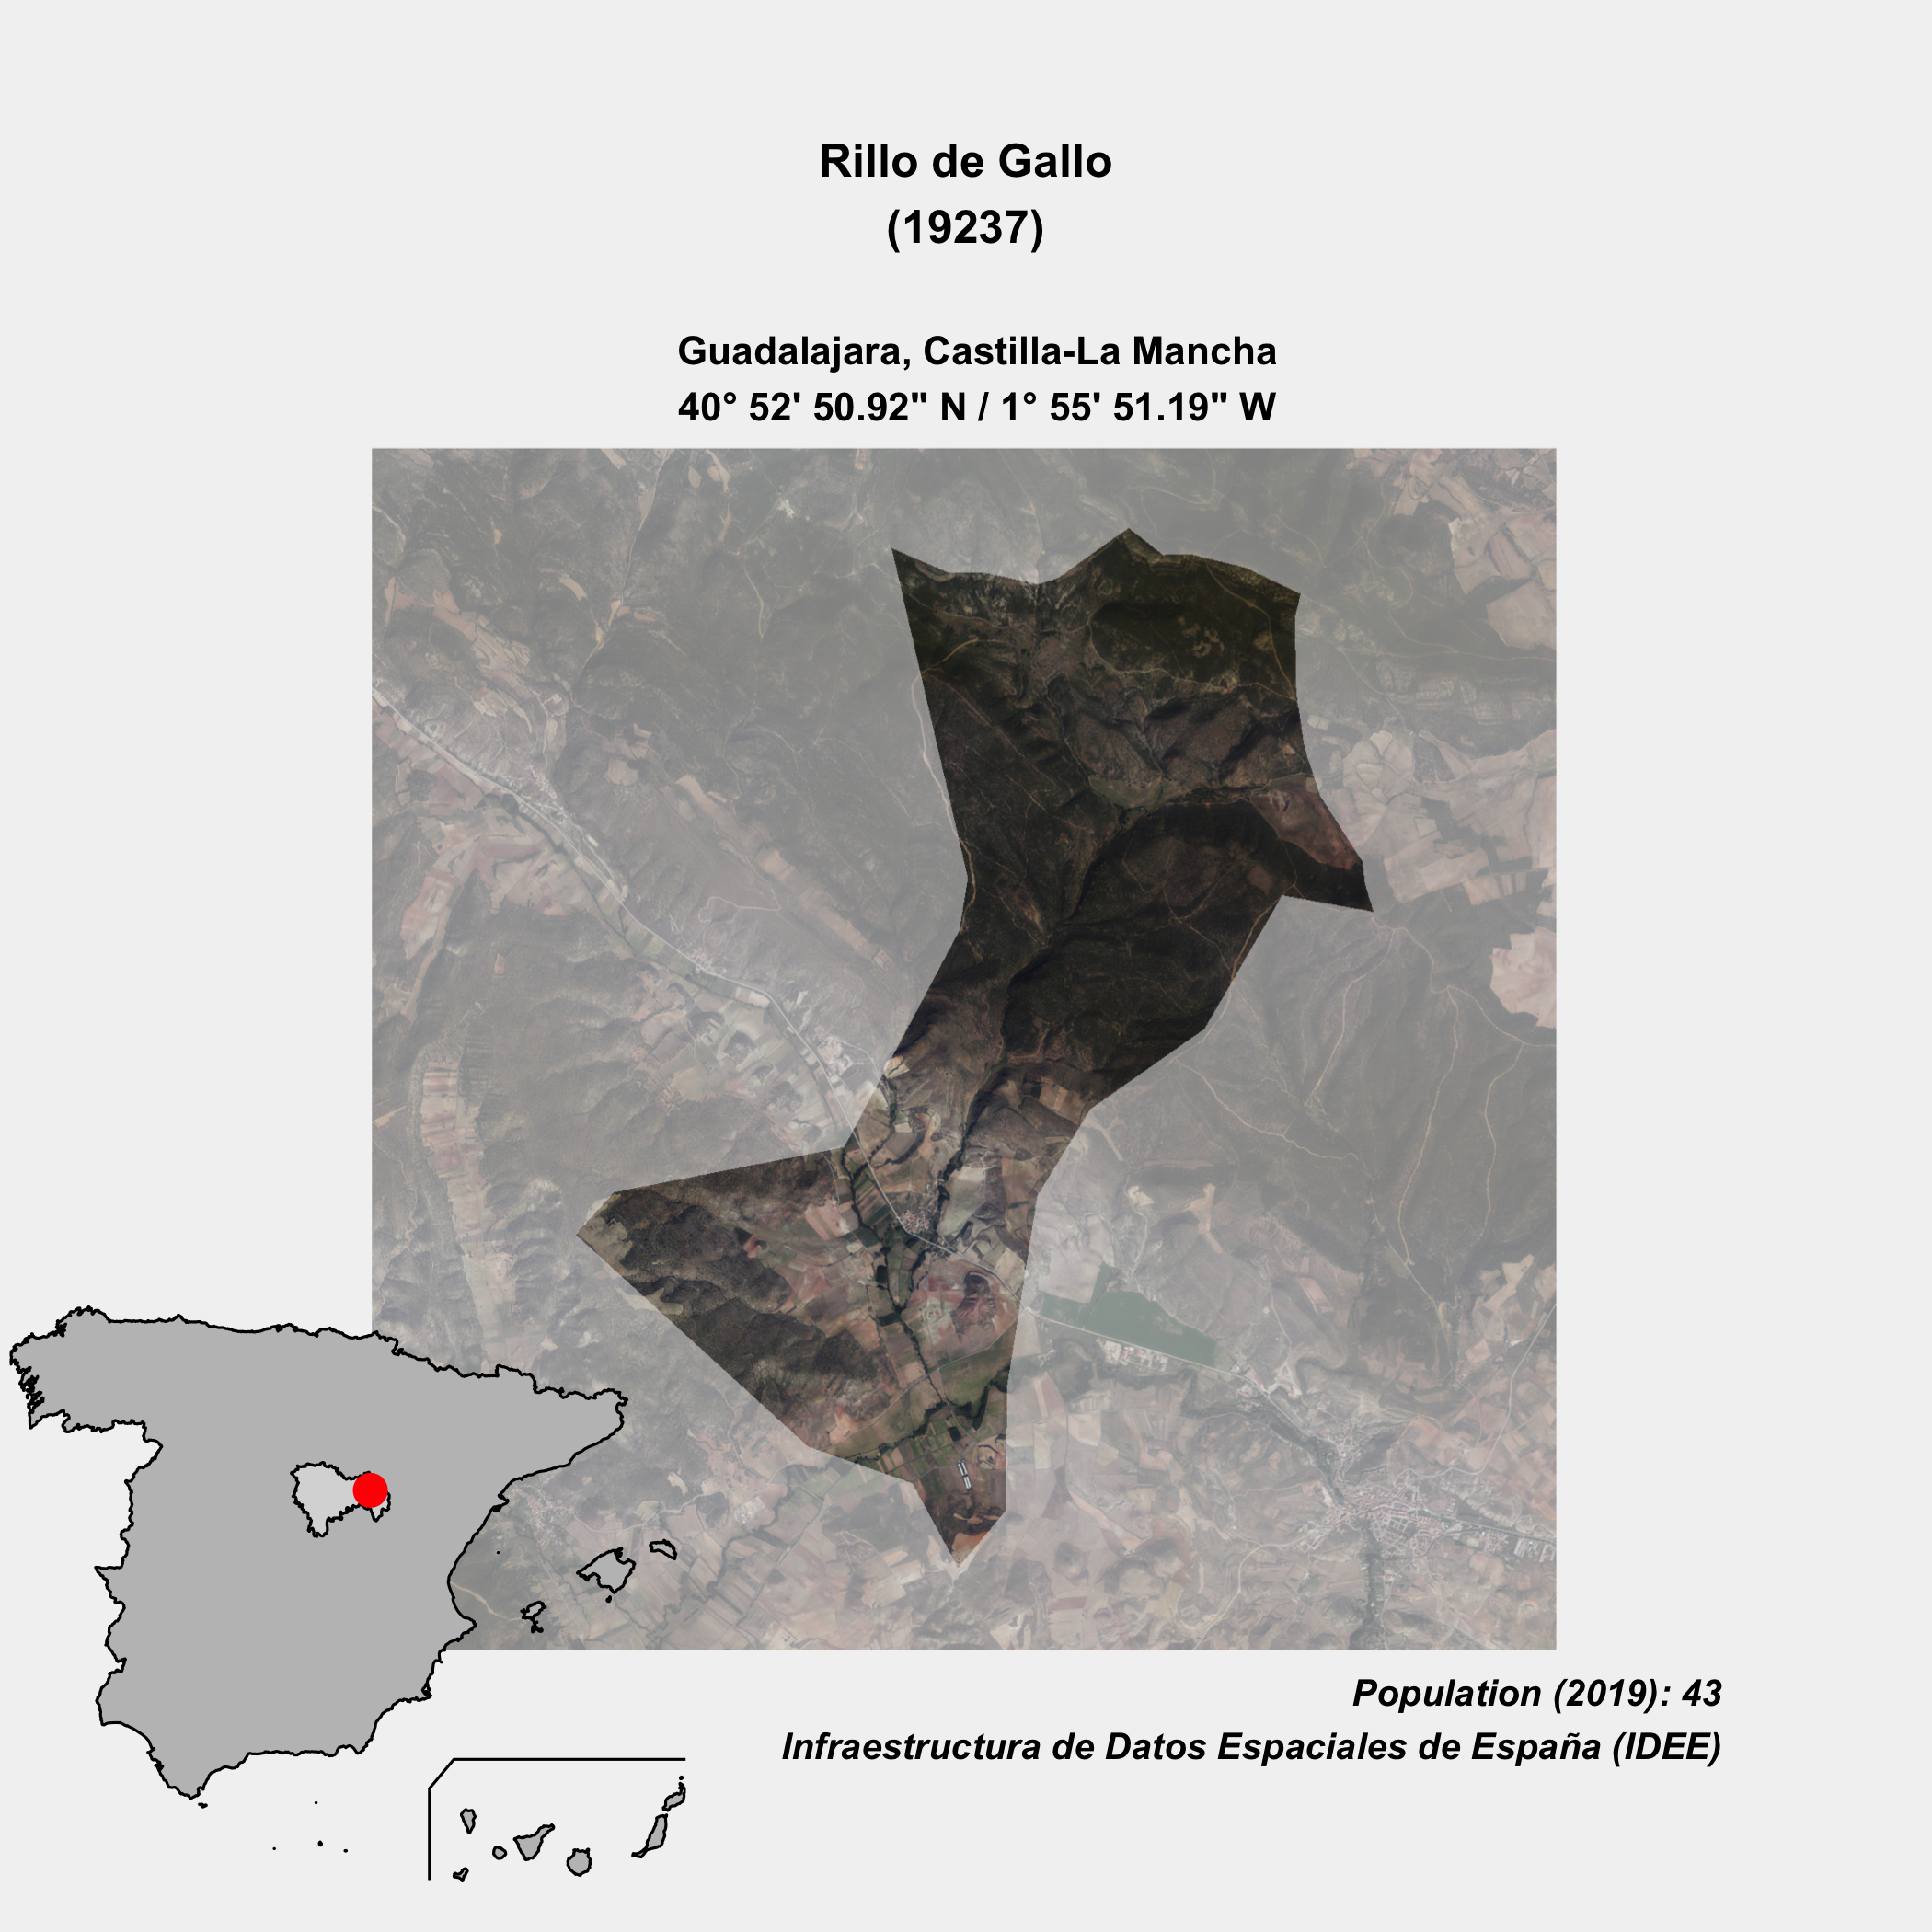 Rillo de Gallo
(19237)
Guadalajara, Castilla-La Mancha
40° 52' 50.92" N / 1° 55' 51.19" W
Population (2019): 43
Infraestructura de Datos Espaciales de España (IDEE)